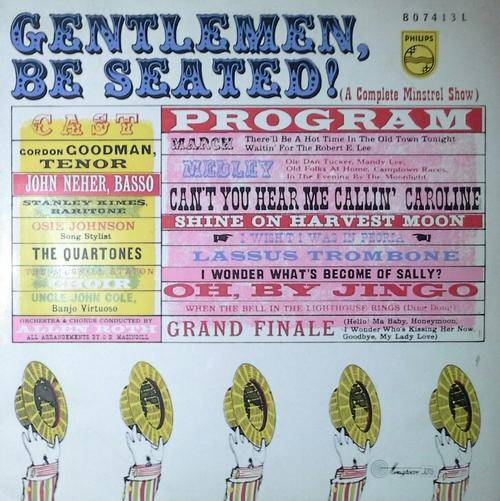 B 07413 L
GENTLEMEN,
BE SEATED!
PHILIPS
(A Complete Minstrel Show)
CAST
GORDON GOODMAN,
TENOR
JOHN NEHER, BASSO
STANLEY KIMES,
BARITONE
OSIE JOHNSON
Song Stylist
THE QUARTONES
CHOIR
UNCLE JOHN COLE,
Banjo Virtuoso
ORCHESTRA & CHORUS CONDUCTED BY
ALLEN ROTH
ALL ARRANGEMENTS BY
PROGRAM
MARCH There'll Be A Hot Time In The Old Town Tonight
Waitin' For The Robert E. Lee
MEDLEY Ole Dan Tucker, Mandy Lee,
Old Folks At Home, Camptown Races,
In The Evening By The Moonlight
CAN'T YOU HEAR ME CALLIN' CAROLINE
SHINE ON HARVEST MOON
I WISH I WAS IN PEORIA
LASSUS TROMBONE
I WONDER WHAT'S BECOME OF SALLY?
OH, BY JINGO
WHEN THE BELL IN THE LIGHTHOUSE RINGS (Ding Dong)
GRAND FINALE (Hello! Ma Baby, Honeymoon,
I Wonder Who's Kissing Her Now,
Goodbye, My Lady Love)